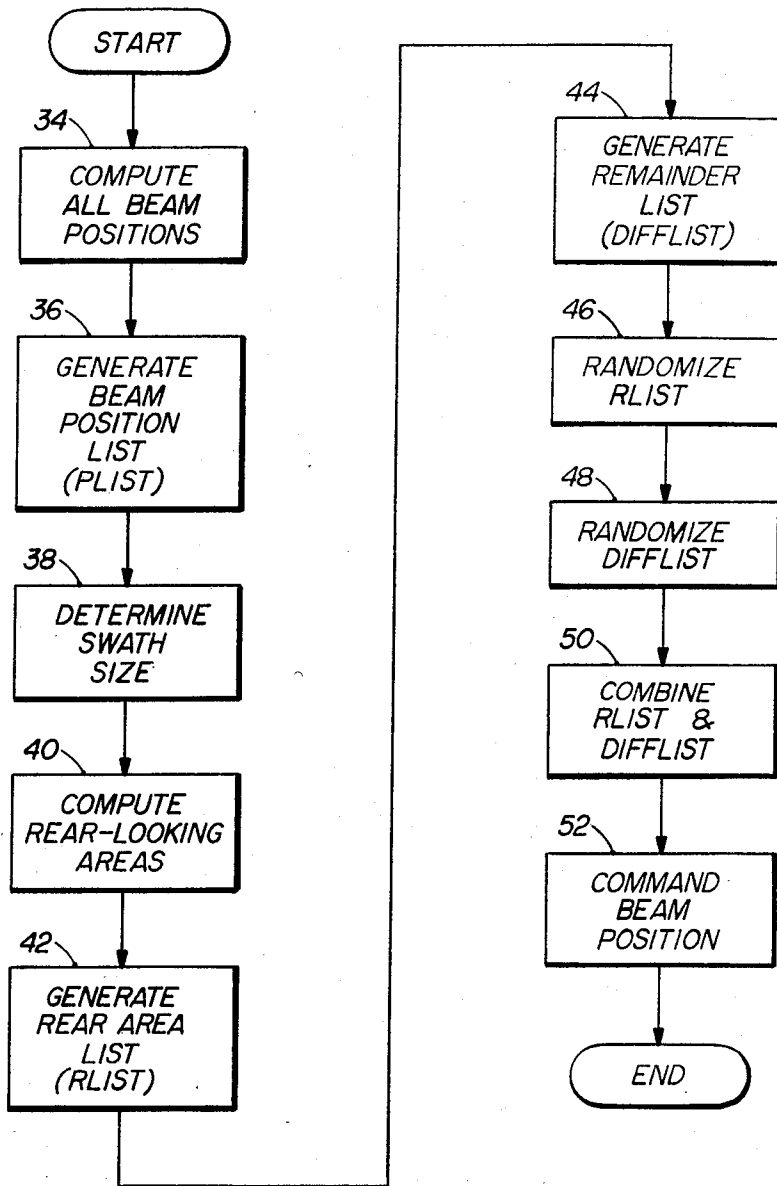 START
34
COMPUTE
ALL BEAM
POSITIONS
36
GENERATE
BEAM
POSITION
LIST
(PLIST)
38
DETERMINE
SWATH
SIZE
40
COMPUTE
REAR-LOOKING
AREAS
42
GENERATE
REAR AREA
LIST
(RLIST)
44
GENERATE
REMAINDER
LIST
(DIFFLIST)
46
RANDOMIZE
RLIST
48
RANDOMIZE
DIFFLIST
50
COMBINE
RLIST &
DIFFLIST
52
COMMAND
BEAM
POSITION
END